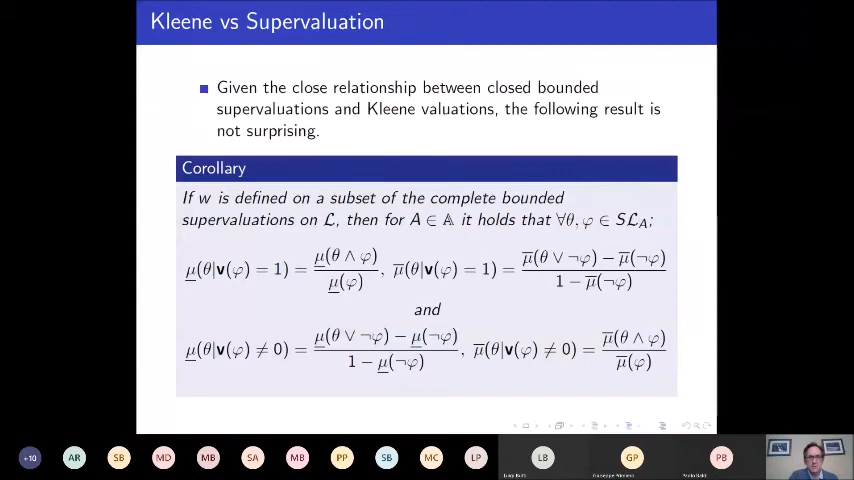 Kleene vs Supervaluation
Given the close relationship between closed bounded
supervaluations and Kleene valuations, the following result is
not surprising.
Corollary
If w is defined on a subset of the complete bounded
supervaluations on ℒ, then for A ∈ 𝔸 it holds that ∀θ, φ ∈ Sℒ_A;
μ̲(θ|v(φ) = 1) = μ̲(θ ∧ φ) / μ̲(φ), μ̅(θ|v(φ) = 1) = (μ̅(θ ∨ ¬φ) − μ̅(¬φ)) / (1 − μ̅(¬φ))
and
μ̲(θ|v(φ) ≠ 0) = (μ̲(θ ∨ ¬φ) − μ̲(¬φ)) / (1 − μ̲(¬φ)), μ̅(θ|v(φ) ≠ 0) = μ̅(θ ∧ φ) / μ̅(φ)
+10 AR SB MD MB SA MB PP SB MC LP LB GP PB